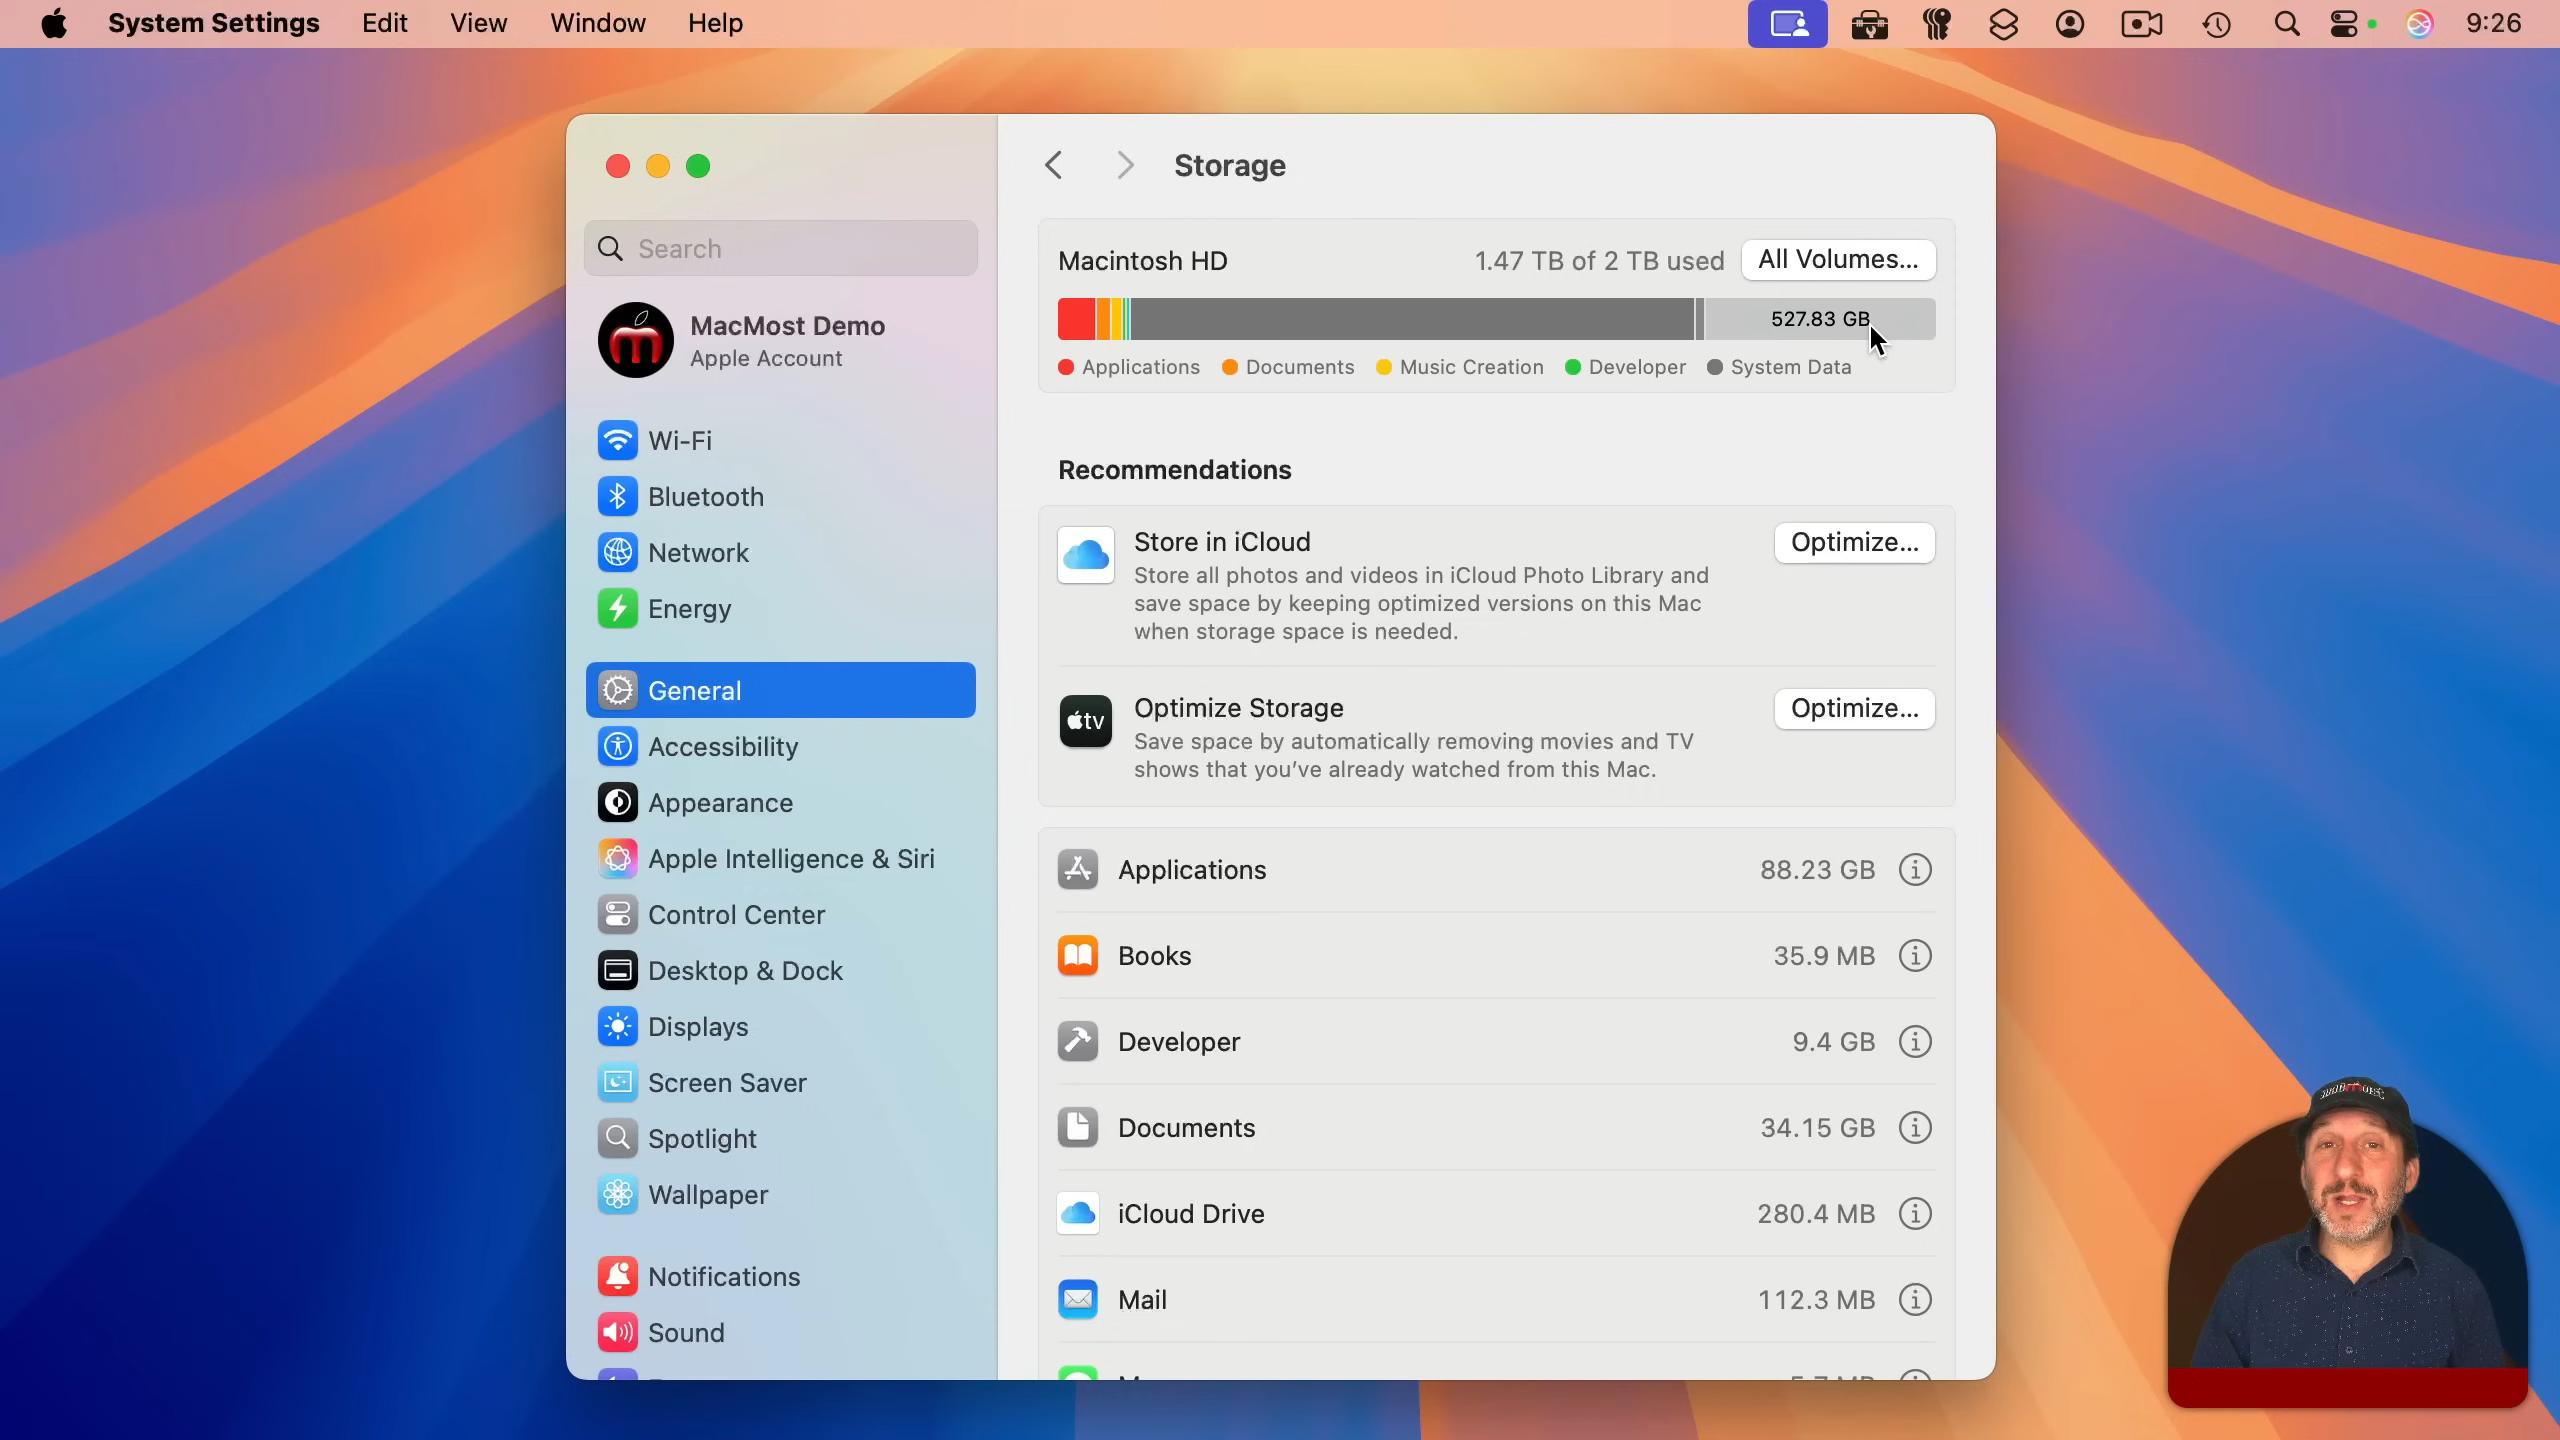 System Settings Edit View Window Help 9:26
Search
MacMost Demo
Apple Account
Wi-Fi
Bluetooth
Network
Energy
General
Accessibility
Appearance
Apple Intelligence & Siri
Control Center
Desktop & Dock
Displays
Screen Saver
Spotlight
Wallpaper
Notifications
Sound
Storage
Macintosh HD 1.47 TB of 2 TB used All Volumes...
527.83 GB
Applications Documents Music Creation Developer System Data
Recommendations
Store in iCloud Optimize...
Store all photos and videos in iCloud Photo Library and
save space by keeping optimized versions on this Mac
when storage space is needed.
tv
Optimize Storage Optimize...
Save space by automatically removing movies and TV
shows that you’ve already watched from this Mac.
Applications 88.23 GB
Books 35.9 MB
Developer 9.4 GB
Documents 34.15 GB
iCloud Drive 280.4 MB
Mail 112.3 MB